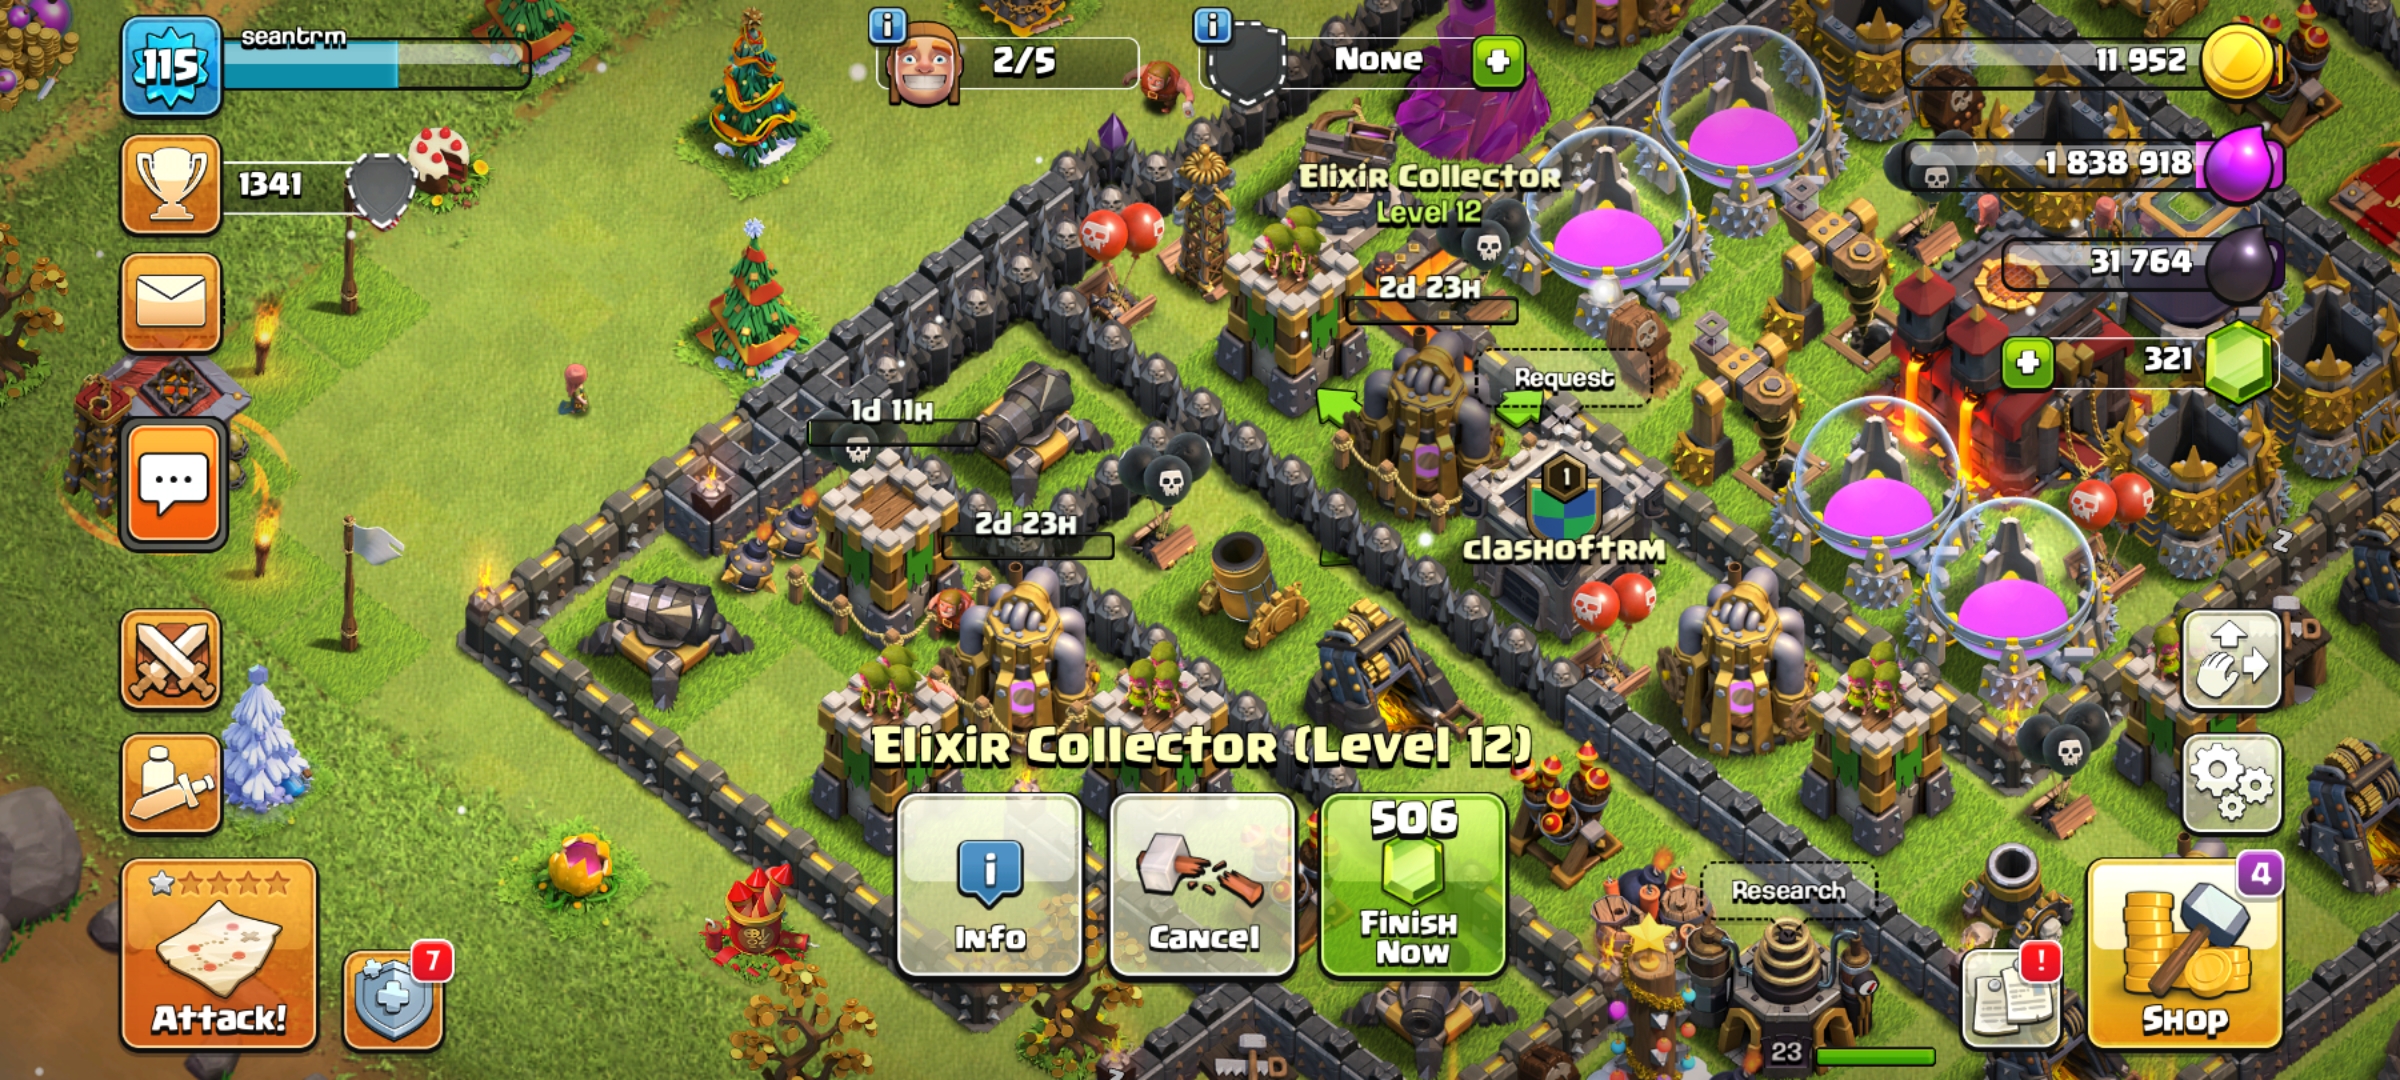 115
seantrm
2/5
None
11 952
1341
1 838 918
Elixir Collector
Level 12
31 764
2d 23h
321
Request
1d 11h
1
2d 23h
clashoftRM
Z
Elixir Collector (Level 12)
506
Info
Cancel
Finish
Now
Research
4
7
!
Attack!
Shop
23
Z